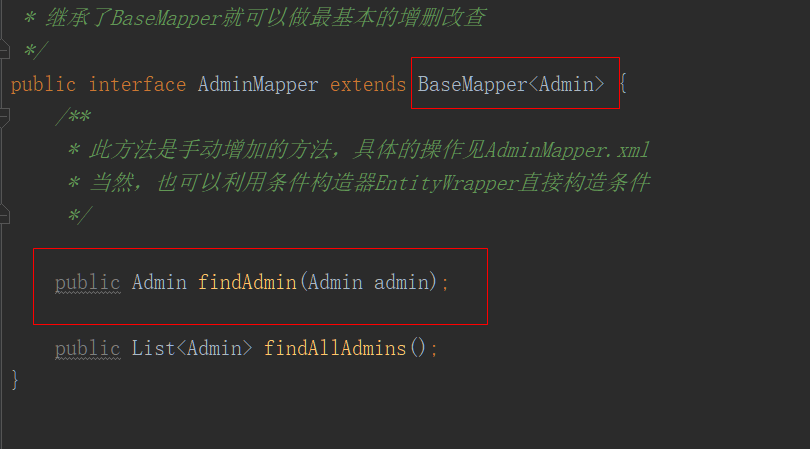 * 继承了BaseMapper就可以做最基本的增删改查
*/
public interface AdminMapper extends BaseMapper<Admin> {
/**
* 此方法是手动增加的方法，具体的操作见AdminMapper.xml
* 当然，也可以利用条件构造器EntityWrapper直接构造条件
*/
public Admin findAdmin(Admin admin);
public List<Admin> findAllAdmins();
}